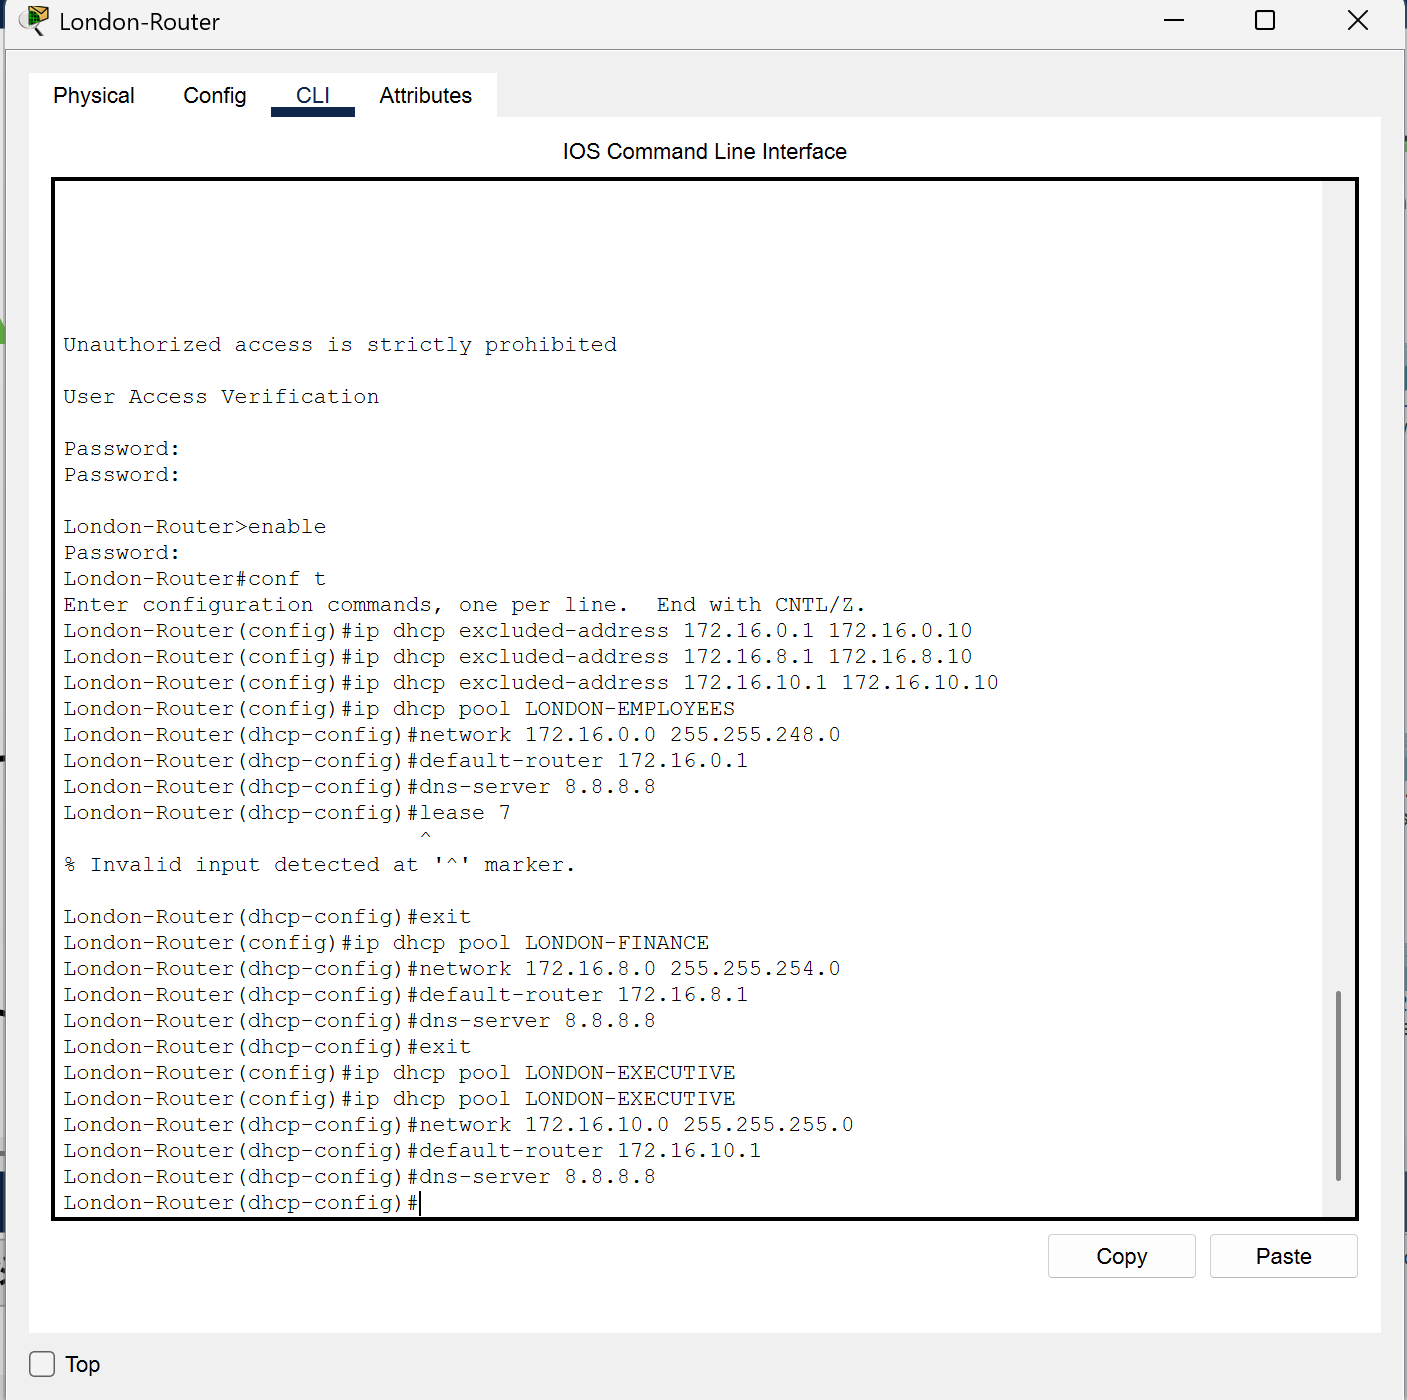 London-Router
Physical Config CLI Attributes
IOS Command Line Interface
Unauthorized access is strictly prohibited
User Access Verification
Password:
Password:
London-Router>enable
Password:
London-Router#conf t
Enter configuration commands, one per line.  End with CNTL/Z.
London-Router(config)#ip dhcp excluded-address 172.16.0.1 172.16.0.10
London-Router(config)#ip dhcp excluded-address 172.16.8.1 172.16.8.10
London-Router(config)#ip dhcp excluded-address 172.16.10.1 172.16.10.10
London-Router(config)#ip dhcp pool LONDON-EMPLOYEES
London-Router(dhcp-config)#network 172.16.0.0 255.255.248.0
London-Router(dhcp-config)#default-router 172.16.0.1
London-Router(dhcp-config)#dns-server 8.8.8.8
London-Router(dhcp-config)#lease 7
^
% Invalid input detected at '^' marker.
London-Router(dhcp-config)#exit
London-Router(config)#ip dhcp pool LONDON-FINANCE
London-Router(dhcp-config)#network 172.16.8.0 255.255.254.0
London-Router(dhcp-config)#default-router 172.16.8.1
London-Router(dhcp-config)#dns-server 8.8.8.8
London-Router(dhcp-config)#exit
London-Router(config)#ip dhcp pool LONDON-EXECUTIVE
London-Router(config)#ip dhcp pool LONDON-EXECUTIVE
London-Router(dhcp-config)#network 172.16.10.0 255.255.255.0
London-Router(dhcp-config)#default-router 172.16.10.1
London-Router(dhcp-config)#dns-server 8.8.8.8
London-Router(dhcp-config)#
Copy Paste
Top